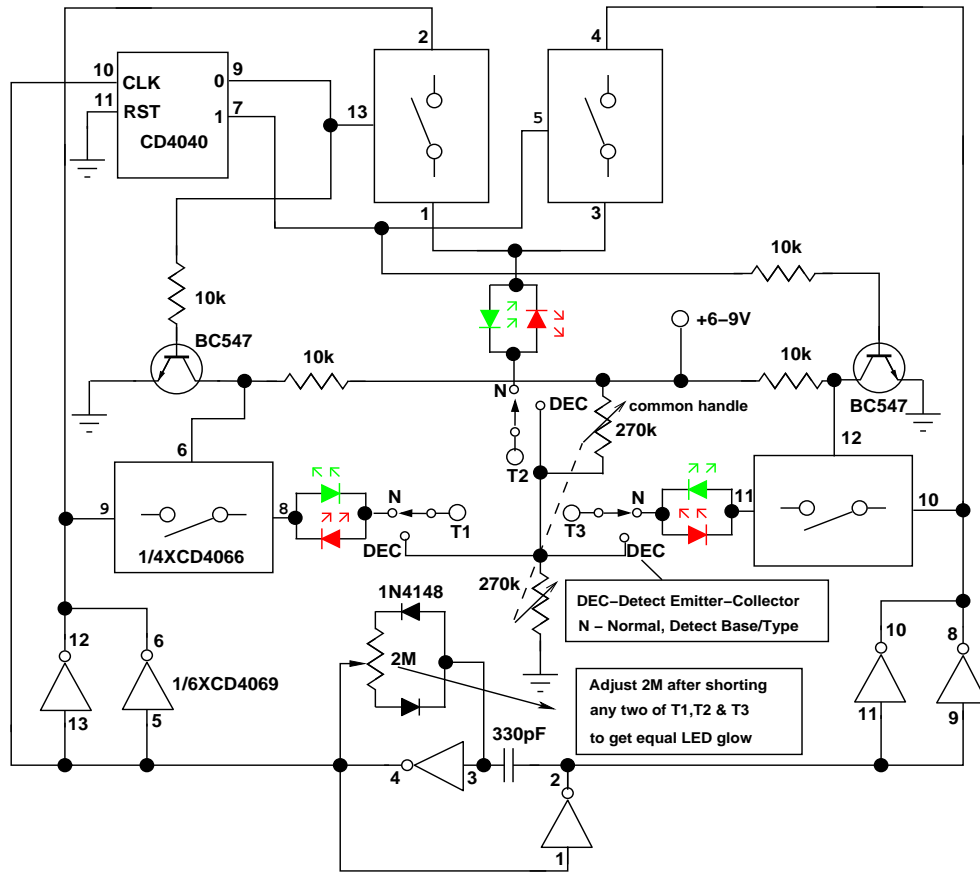 2
4
10
CLK
9
0
11
RST
7
1
CD4040
13
5
1
3
10k
10k
+6–9V
BC547
10k
10k
BC547
N
DEC
common handle
270k
T2
6
12
9
8
N
T1
T3
N
11
10
1/4XCD4066
DEC
DEC
270k
1N4148
DEC–Detect Emitter–Collector
N – Normal, Detect Base/Type
12
6
10
8
2M
1/6XCD4069
Adjust 2M after shorting
any two of T1,T2 & T3
to get equal LED glow
13
5
11
9
330pF
4
3
2
1